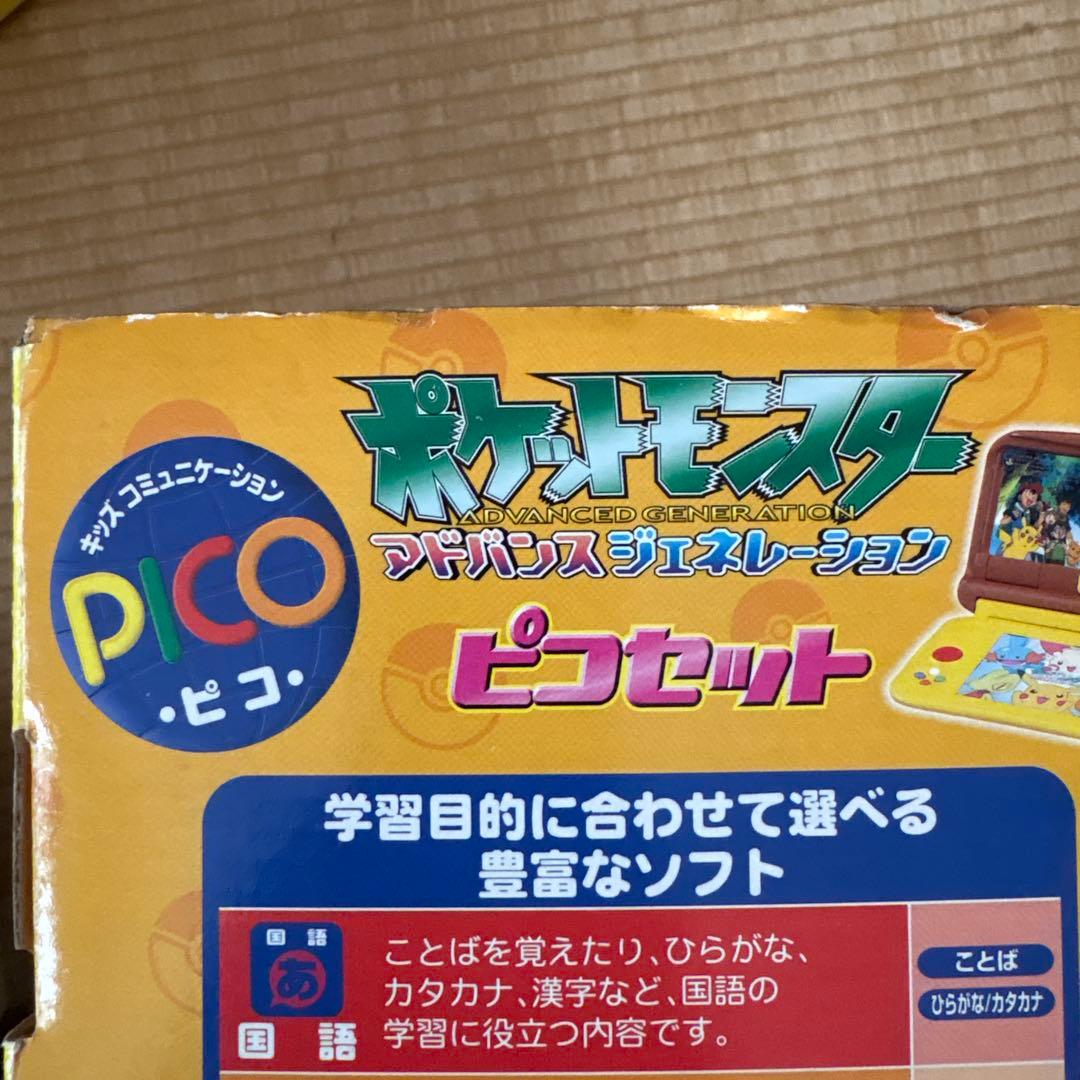 キッズ コミュニケーション
PICO
・ピコ・
ポケットモンスター
ADVANCED GENERATION
アドバンスジェネレーション
ピコセット
学習目的に合わせて選べる
豊富なソフト
国語
あ
国語
ことばを覚えたり、ひらがな、
カタカナ、漢字など、国語の
学習に役立つ内容です。
ことば
ひらがな/カタカナ